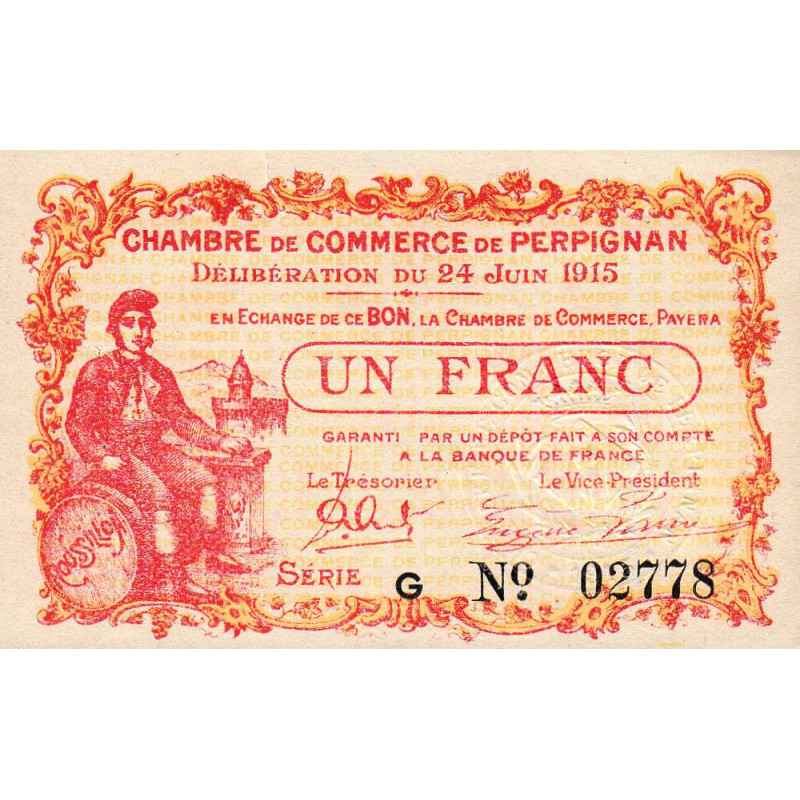 CHAMBRE DE COMMERCE DE PERPIGNAN
DÉLIBÉRATION DU 24 JUIN 1915
EN ECHANGE DE CE BON, LA CHAMBRE DE COMMERCE, PAYERA
UN FRANC
GARANTI PAR UN DÉPÔT FAIT A SON COMPTE
A LA BANQUE DE FRANCE
Le Trésorier Le Vice-Président
Roussillon
SÉRIE G Nº 02778